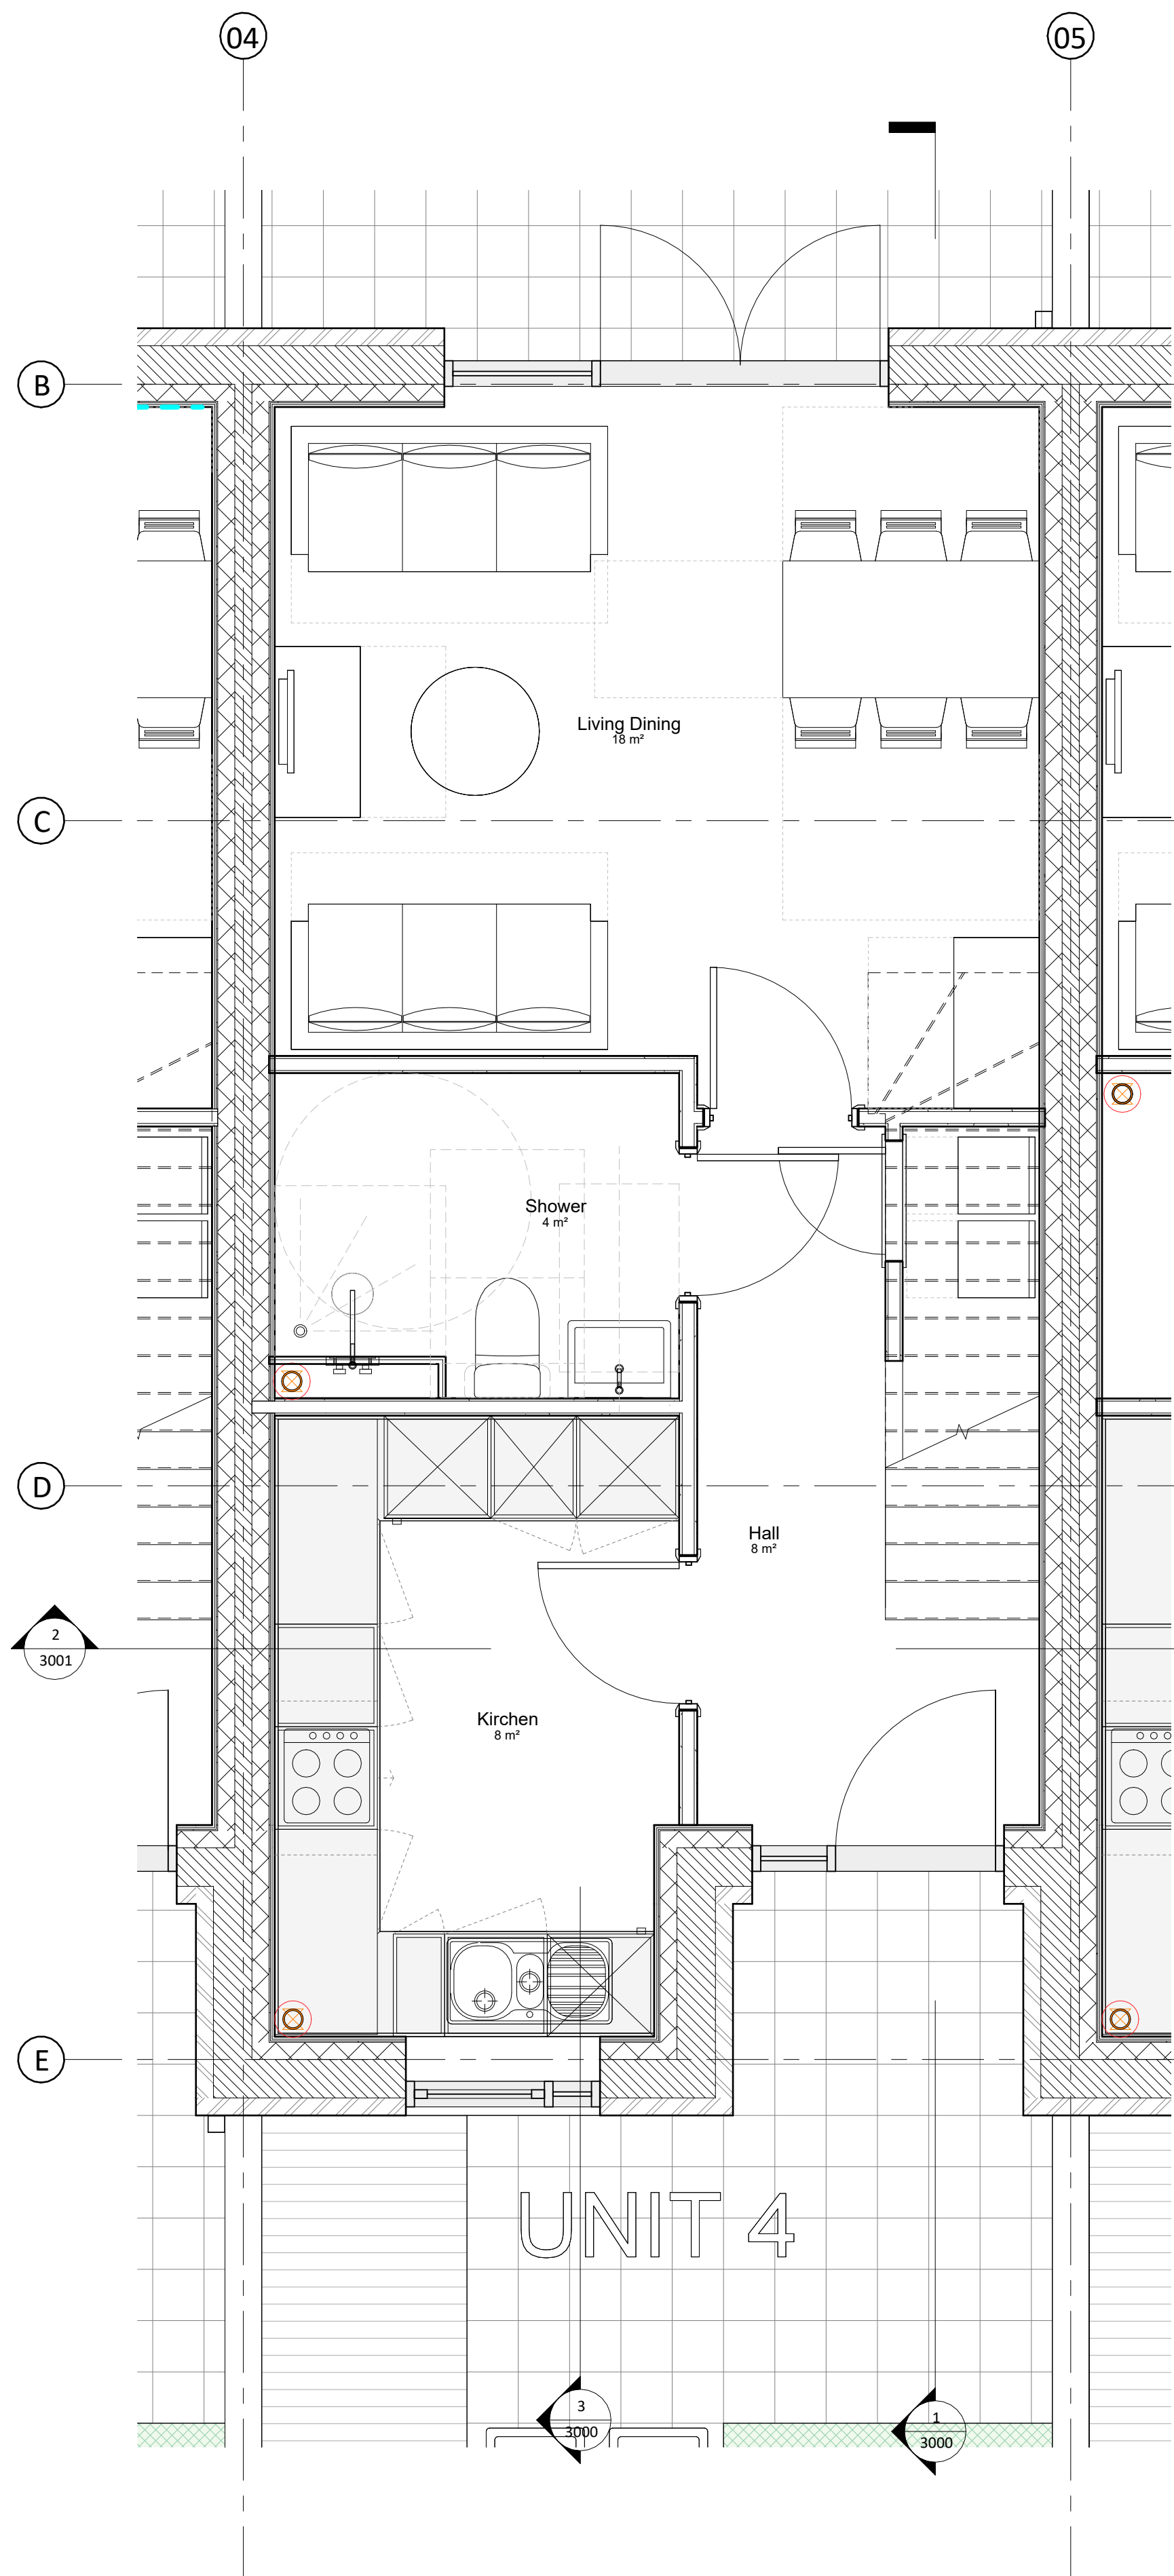 04
05
B
Living Dining
18 m²
C
Shower
4 m²
D
Hall
8 m²
2
3001
Kirchen
8 m²
E
UNIT 4
3
3000
1
3000